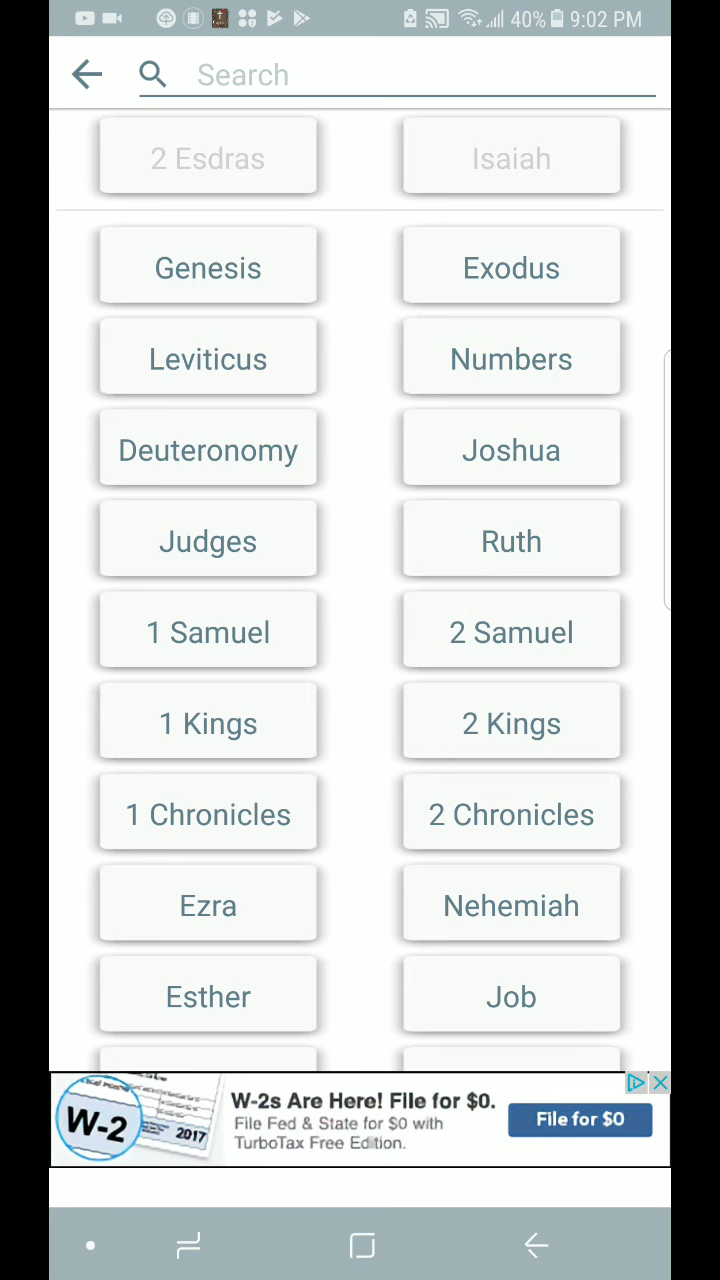 40% 9:02 PM
Search
2 Esdras Isaiah
Genesis Exodus
Leviticus Numbers
Deuteronomy Joshua
Judges Ruth
1 Samuel 2 Samuel
1 Kings 2 Kings
1 Chronicles 2 Chronicles
Ezra Nehemiah
Esther Job
W-2
2017
W-2s Are Here! File for $0.
File Fed & State for $0 with
TurboTax Free Edition.
File for $0